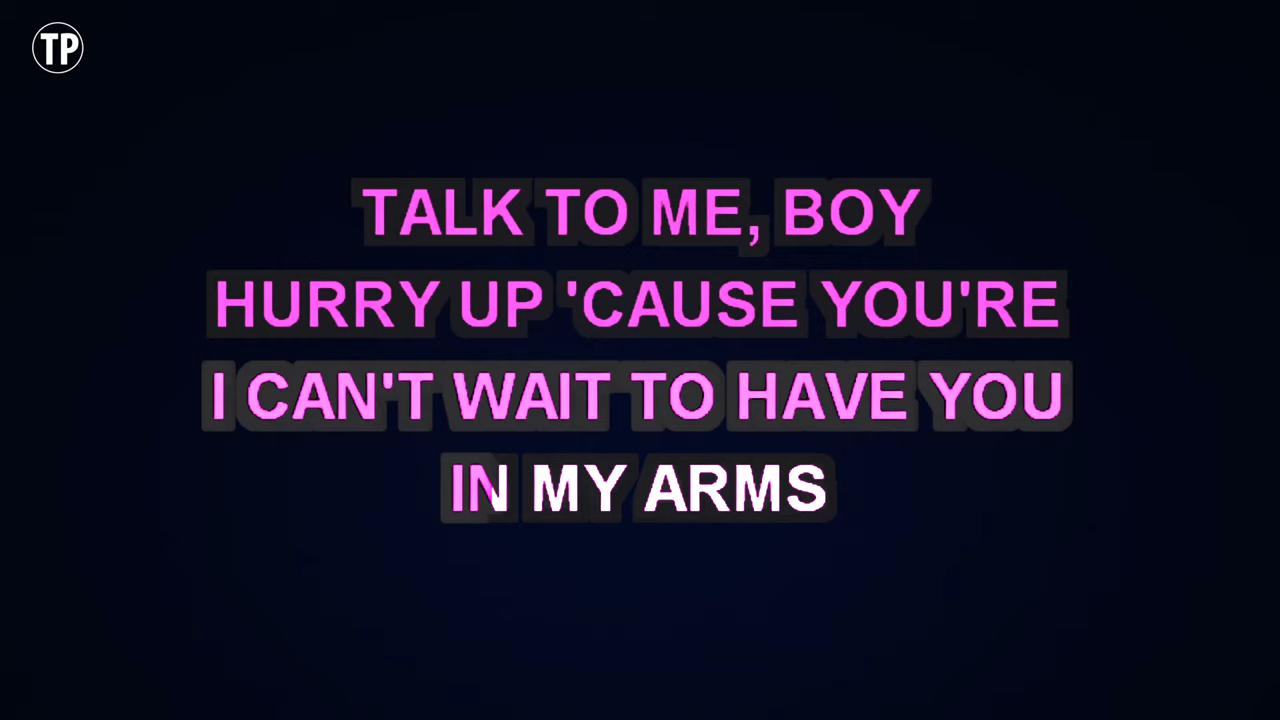 TP
TALK TO ME, BOY
HURRY UP 'CAUSE YOU'RE
I CAN'T WAIT TO HAVE YOU
IN MY ARMS